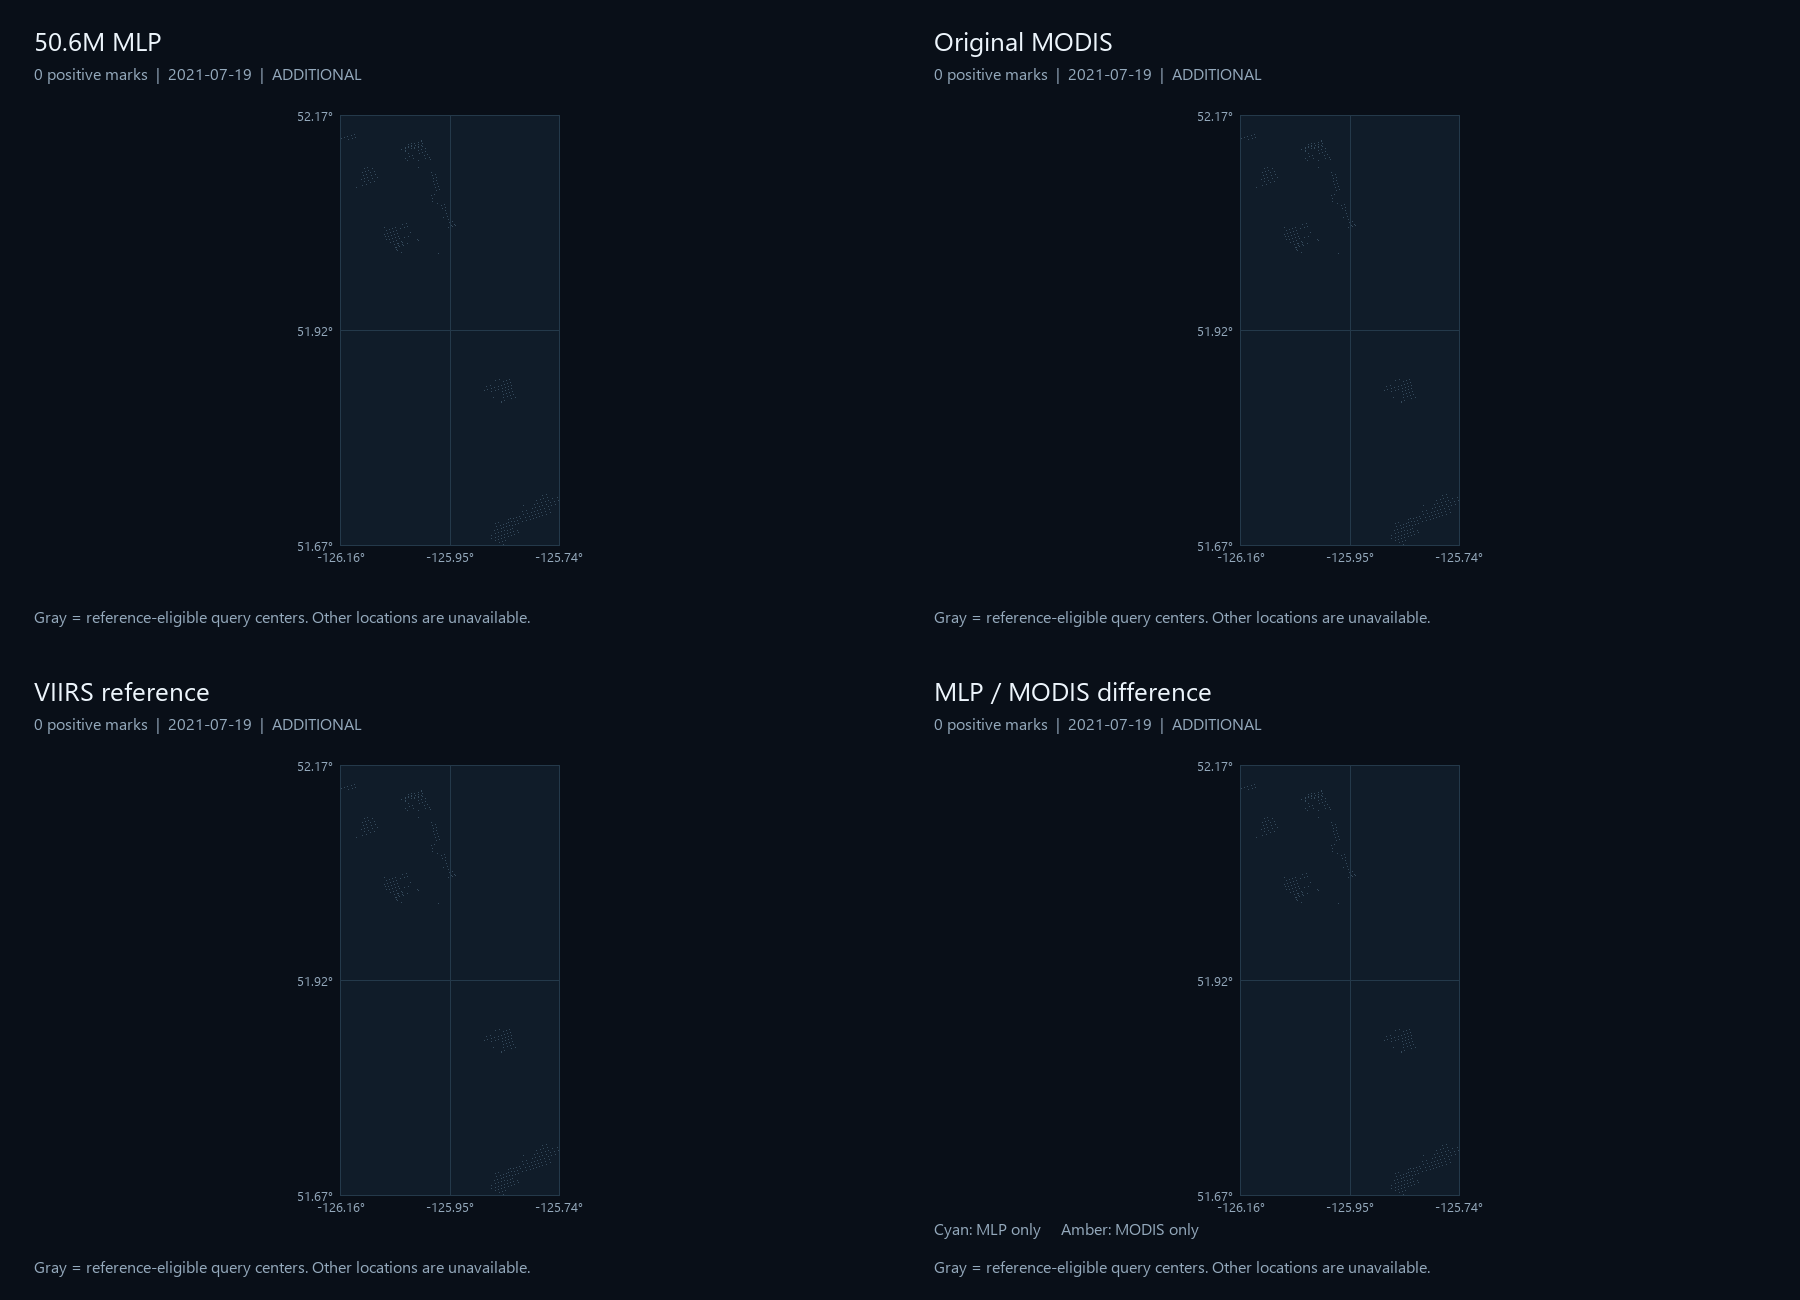 50.6M MLP
0 positive marks | 2021-07-19 | ADDITIONAL
52.17°
51.92°
51.67°
-126.16° -125.95° -125.74°
Gray = reference-eligible query centers. Other locations are unavailable.
Original MODIS
0 positive marks | 2021-07-19 | ADDITIONAL
52.17°
51.92°
51.67°
-126.16° -125.95° -125.74°
Gray = reference-eligible query centers. Other locations are unavailable.
VIIRS reference
0 positive marks | 2021-07-19 | ADDITIONAL
52.17°
51.92°
51.67°
-126.16° -125.95° -125.74°
Gray = reference-eligible query centers. Other locations are unavailable.
MLP / MODIS difference
0 positive marks | 2021-07-19 | ADDITIONAL
52.17°
51.92°
51.67°
-126.16° -125.95° -125.74°
Cyan: MLP only Amber: MODIS only
Gray = reference-eligible query centers. Other locations are unavailable.